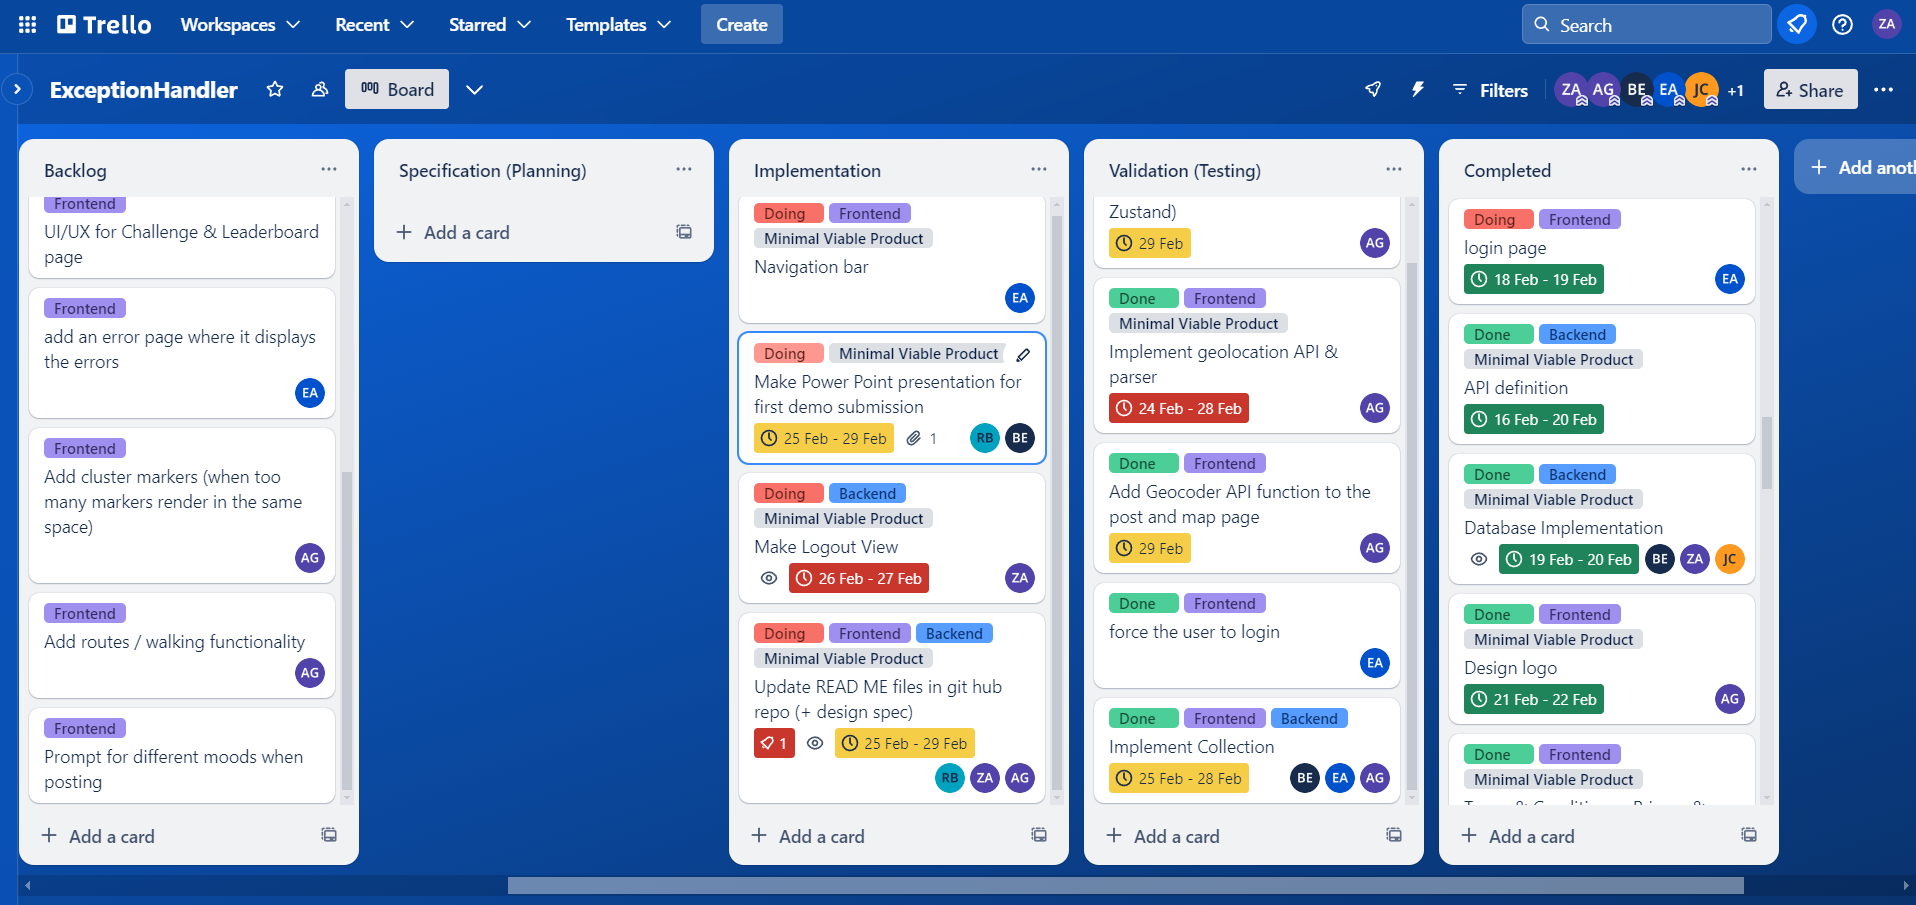 Trello
Workspaces
Recent
Starred
Templates
Create
Search
ZA
ExceptionHandler
Board
Filters
ZA
AG
BE
EA
JC
+1
Share
Backlog
Frontend
UI/UX for Challenge & Leaderboard
page
Frontend
add an error page where it displays
the errors
EA
Frontend
Add cluster markers (when too
many markers render in the same
space)
AG
Frontend
Add routes / walking functionality
AG
Frontend
Prompt for different moods when
posting
Add a card
Specification (Planning)
Add a card
Implementation
Doing Frontend
Minimal Viable Product
Navigation bar
EA
Doing Minimal Viable Product
Make Power Point presentation for
first demo submission
25 Feb - 29 Feb 1 RB BE
Doing Backend
Minimal Viable Product
Make Logout View
26 Feb - 27 Feb ZA
Doing Frontend Backend
Minimal Viable Product
Update READ ME files in git hub
repo (+ design spec)
1 25 Feb - 29 Feb
RB ZA AG
Add a card
Validation (Testing)
Zustand)
29 Feb AG
Done Frontend
Minimal Viable Product
Implement geolocation API &
parser
24 Feb - 28 Feb AG
Done Frontend
Add Geocoder API function to the
post and map page
29 Feb AG
Done Frontend
force the user to login
EA
Done Frontend Backend
Implement Collection
25 Feb - 28 Feb BE EA AG
Add a card
Completed
Doing Frontend
login page
18 Feb - 19 Feb EA
Done Backend
Minimal Viable Product
API definition
16 Feb - 20 Feb
Done Backend
Minimal Viable Product
Database Implementation
19 Feb - 20 Feb BE ZA JC
Done Frontend
Minimal Viable Product
Design logo
21 Feb - 22 Feb AG
Done Frontend
Minimal Viable Product
Add a card
Add anoth